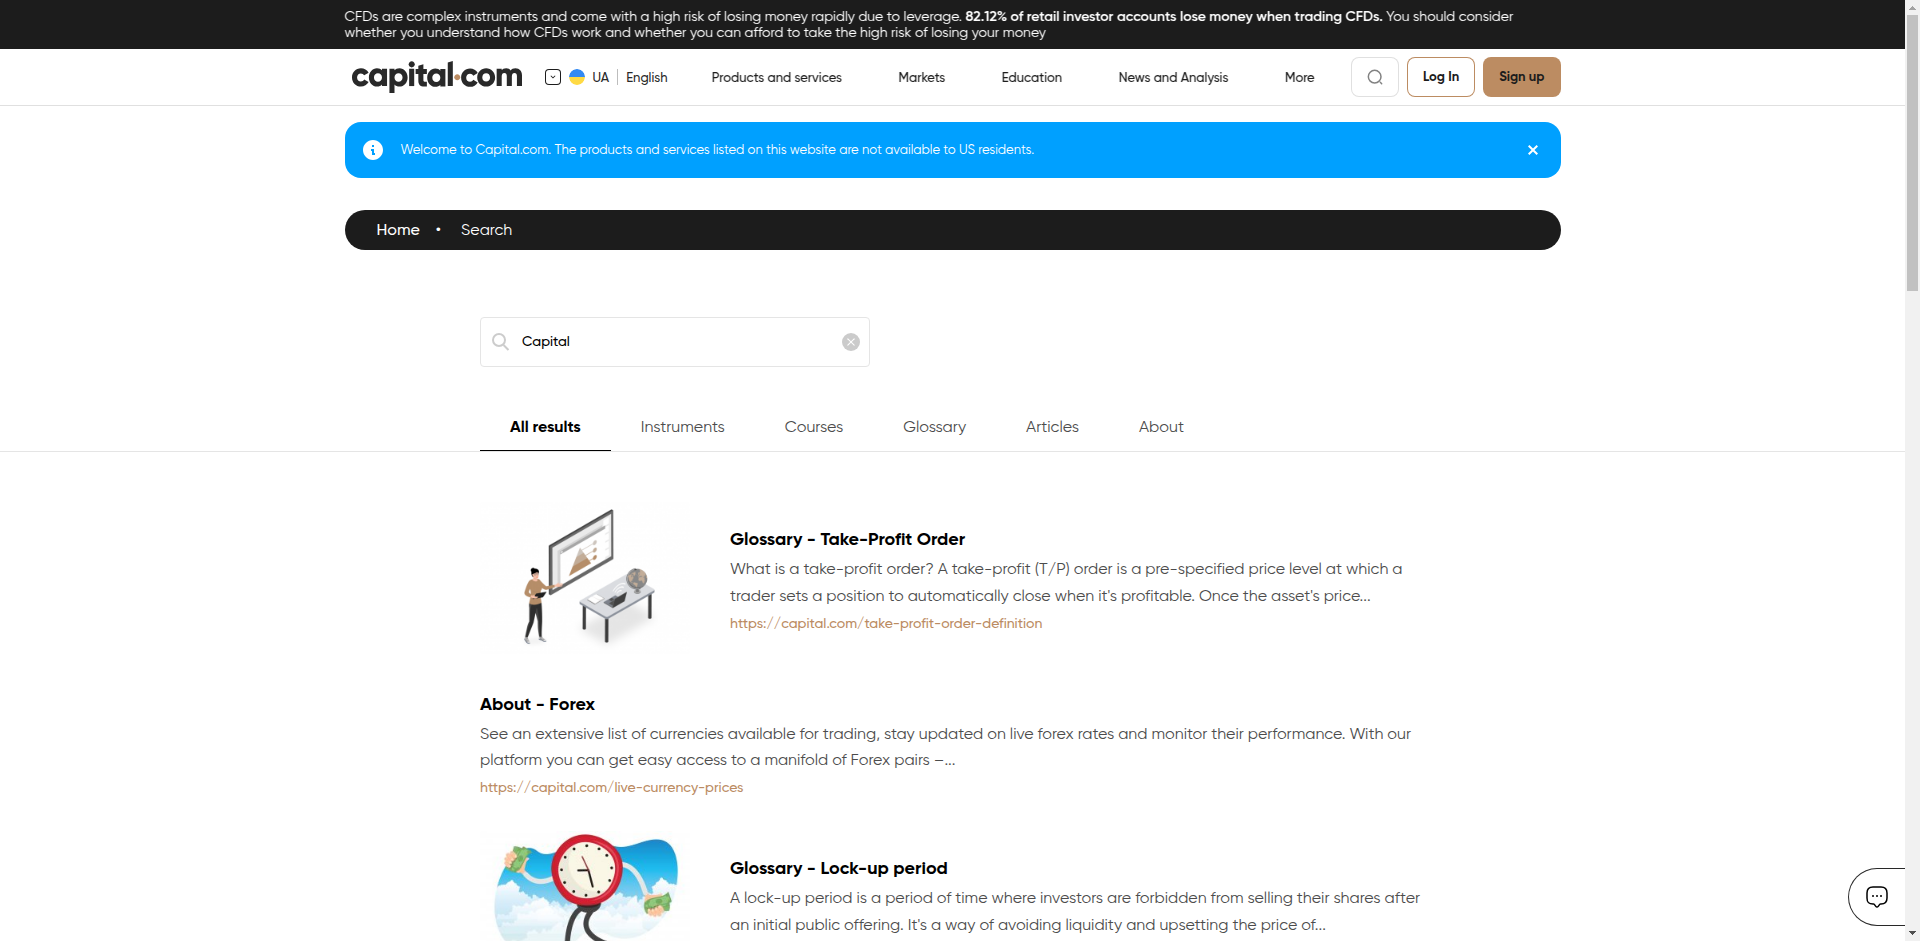 CFDs are complex instruments and come with a high risk of losing money rapidly due to leverage. 82.12% of retail investor accounts lose money when trading CFDs. You should consider
whether you understand how CFDs work and whether you can afford to take the high risk of losing your money
capital.com UA English Products and services Markets Education News and Analysis More Log In Sign up
Welcome to Capital.com. The products and services listed on this website are not available to US residents.
Home • Search
Capital
All results Instruments Courses Glossary Articles About
Glossary - Take-Profit Order
What is a take-profit order? A take-profit (T/P) order is a pre-specified price level at which a
trader sets a position to automatically close when it's profitable. Once the asset's price...
https://capital.com/take-profit-order-definition
About - Forex
See an extensive list of currencies available for trading, stay updated on live forex rates and monitor their performance. With our
platform you can get easy access to a manifold of Forex pairs –...
https://capital.com/live-currency-prices
Glossary - Lock-up period
A lock-up period is a period of time where investors are forbidden from selling their shares after
an initial public offering. It's a way of avoiding liquidity and upsetting the price of...